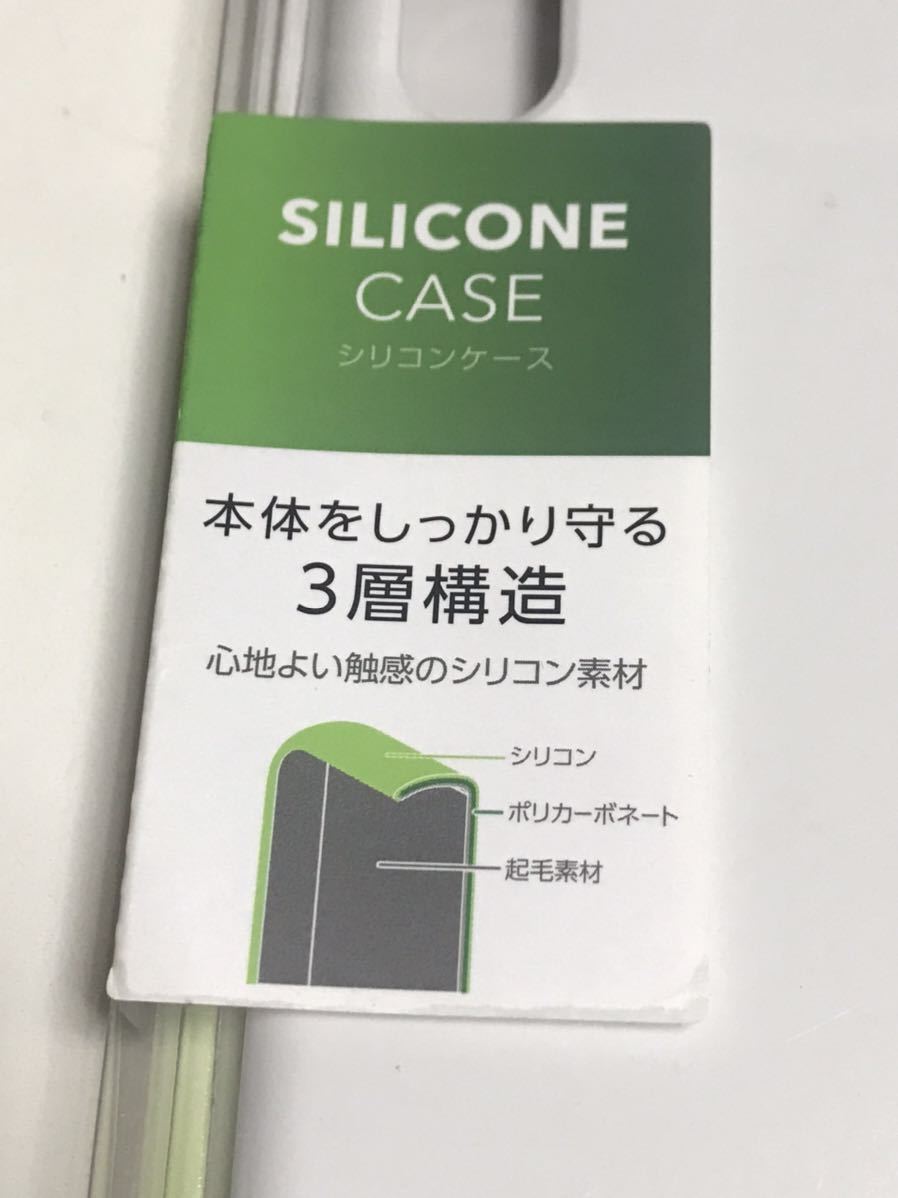 SILICONE
CASE
シリコンケース
本体をしっかり守る
3層構造
心地よい触感のシリコン素材
シリコン
ポリカーボネート
起毛素材